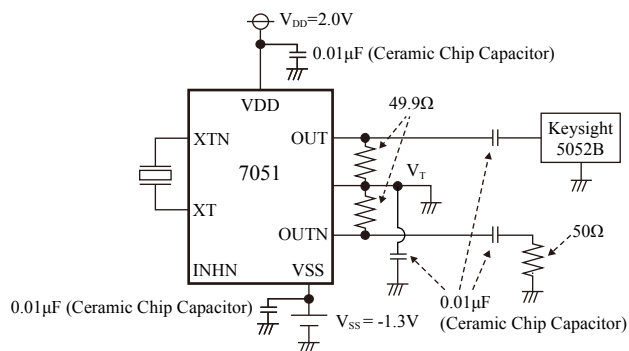 V_DD=2.0V
0.01μF (Ceramic Chip Capacitor)
VDD
49.9Ω
XTN
OUT
Keysight
5052B
7051
V_T
XT
OUTN
50Ω
INHN
VSS
0.01μF (Ceramic Chip Capacitor)
0.01μF
(Ceramic Chip Capacitor)
V_SS = -1.3V